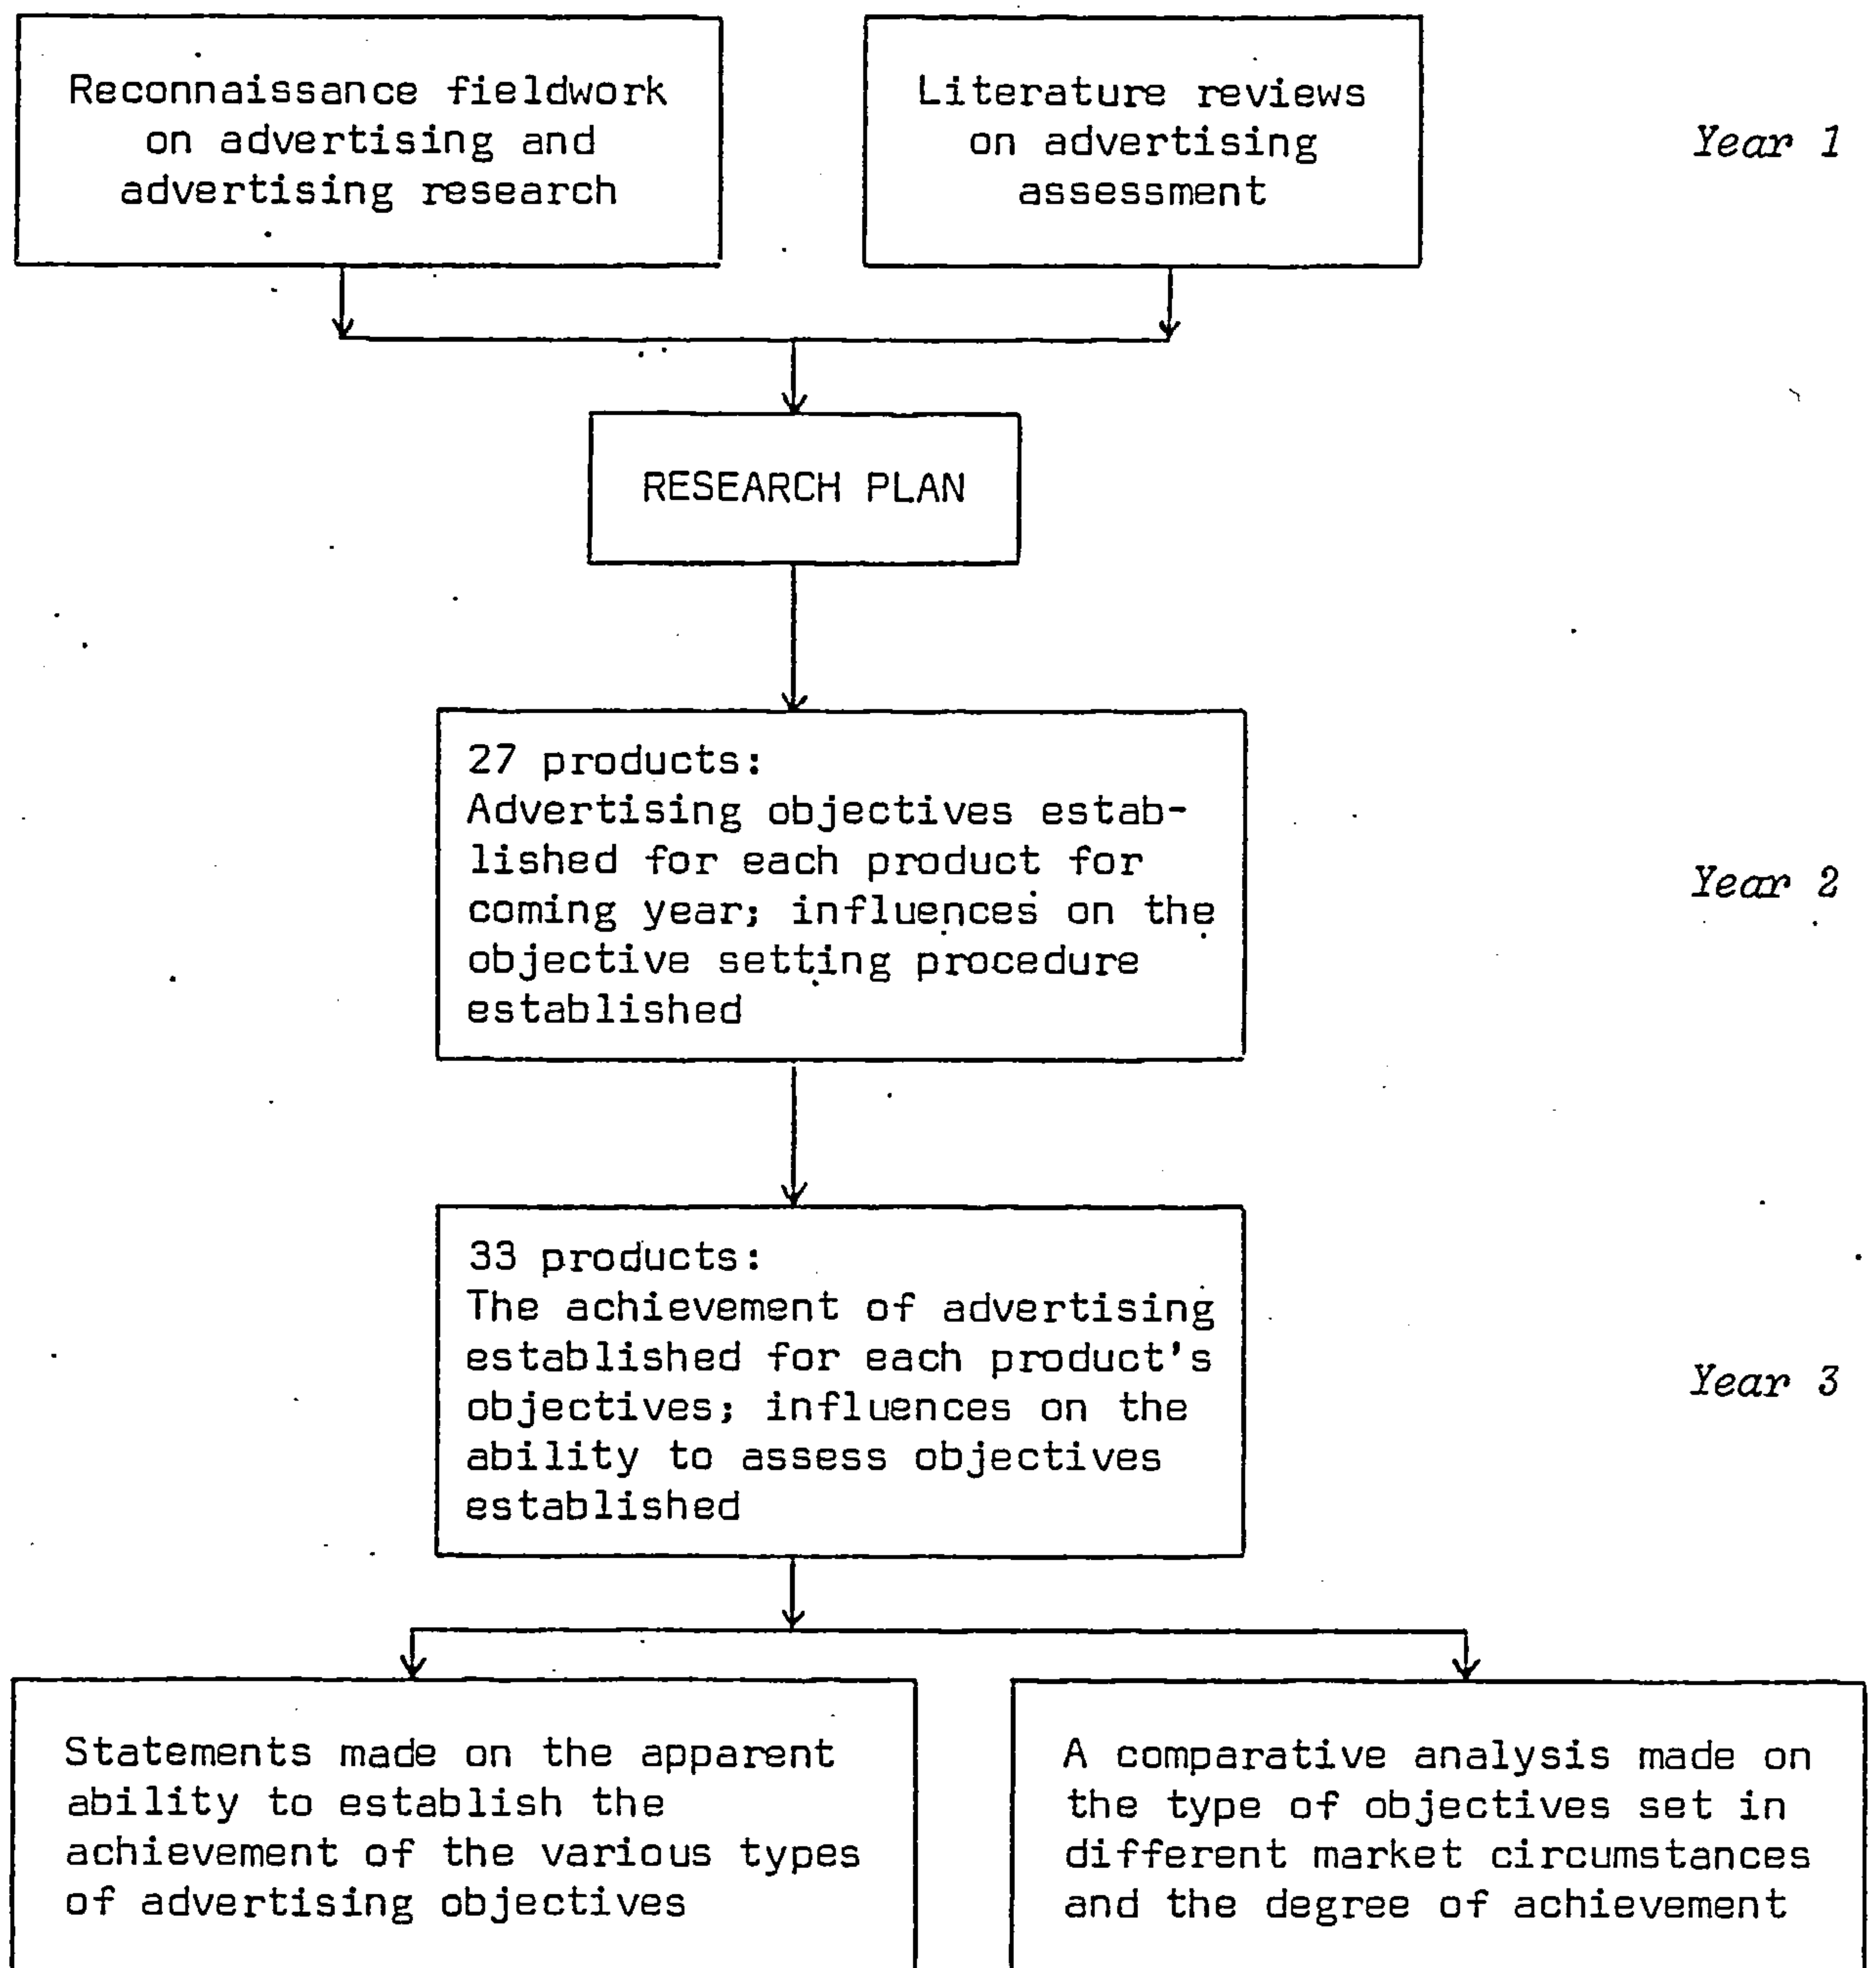 Reconnaissance fieldwork
on advertising and
advertising research
Literature reviews
on advertising
assessment
Year 1
RESEARCH PLAN
27 products:
Advertising objectives estab-
lished for each product for
coming year; influences on the
objective setting procedure
established
Year 2
33 products:
The achievement of advertising
established for each product's
objectives; influences on the
ability to assess objectives
established
Year 3
Statements made on the apparent
ability to establish the
achievement of the various types
of advertising objectives
A comparative analysis made on
the type of objectives set in
different market circumstances
and the degree of achievement